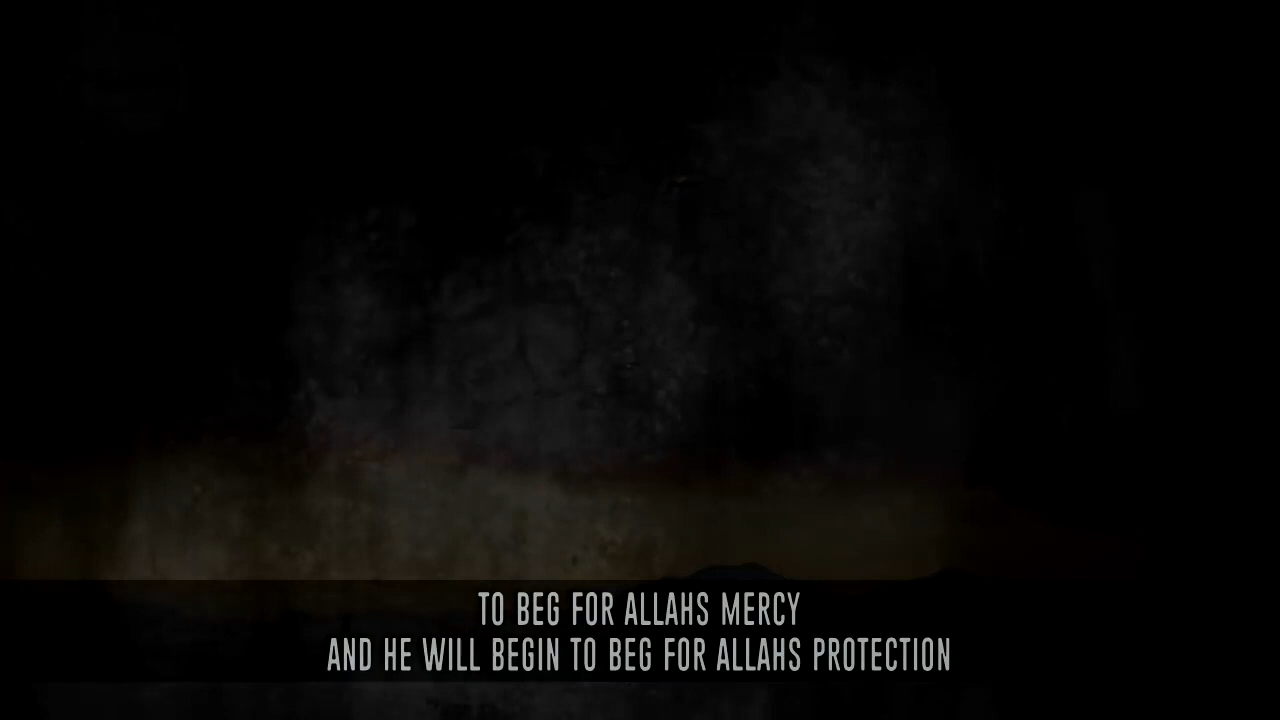 TO BEG FOR ALLAHS MERCY
AND HE WILL BEGIN TO BEG FOR ALLAHS PROTECTION